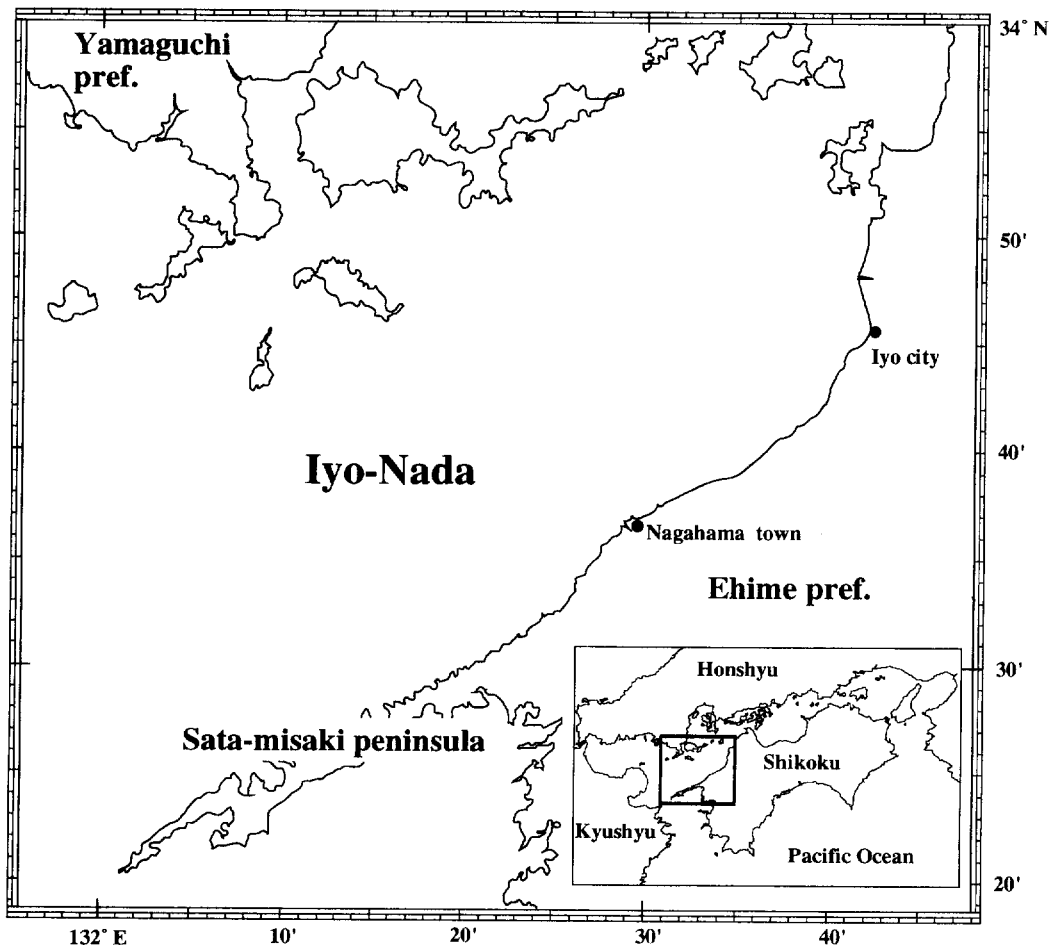 34° N
Yamaguchi
pref.
50'
Iyo city
40'
Iyo-Nada
Nagahama town
Ehime pref.
Honshyu
30'
Sata-misaki peninsula
Shikoku
Kyushyu
Pacific Ocean
20'
132° E 10' 20' 30' 40'